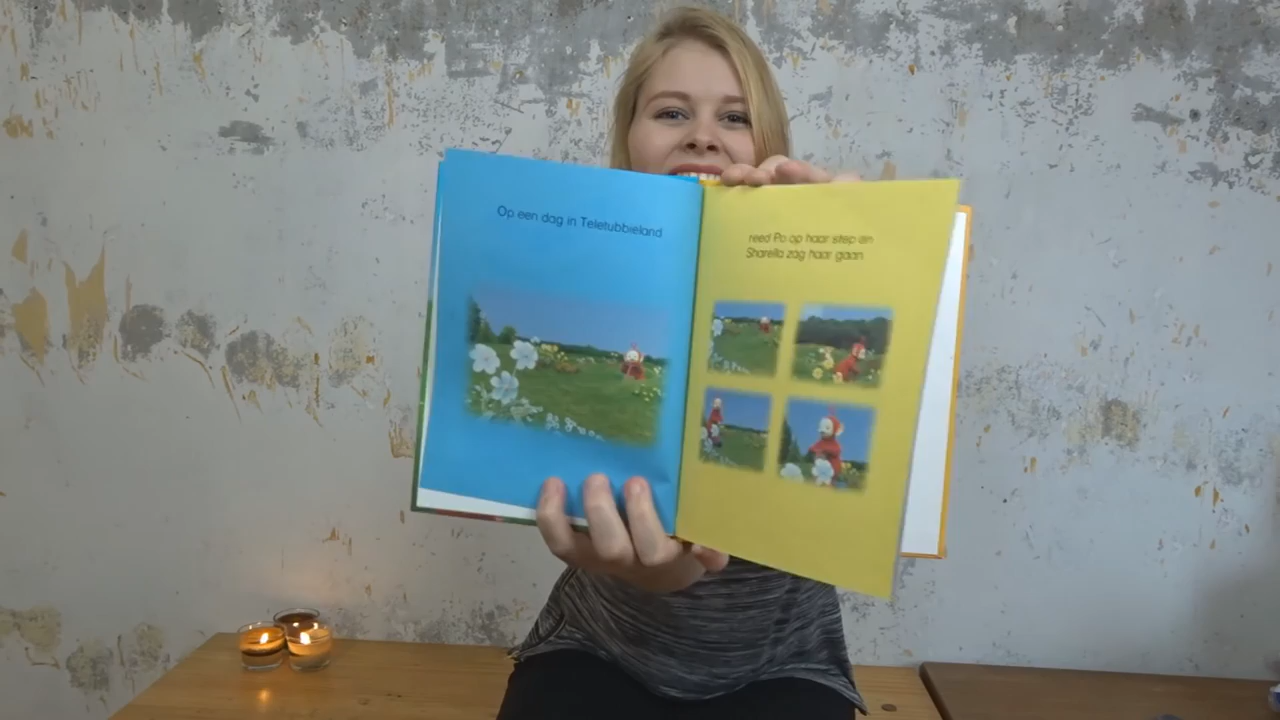 Op een dag in Teletubbieland
reed Po op haar step en
Sharella zag haar gaan